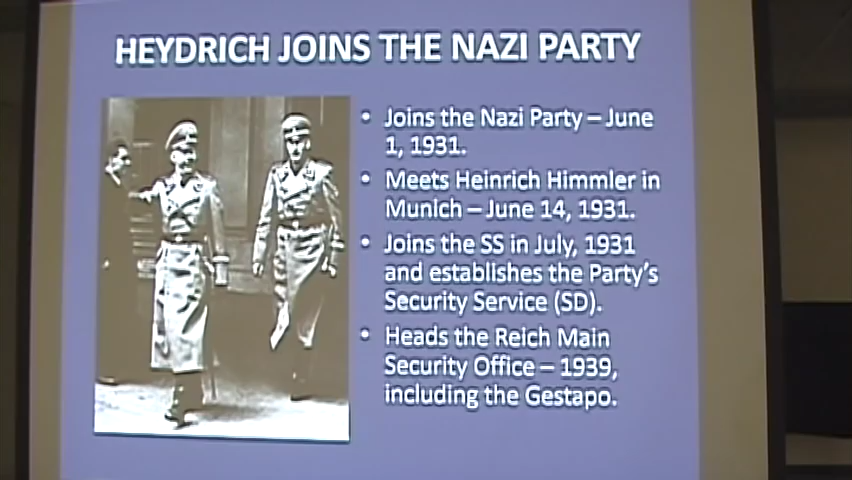 HEYDRICH JOINS THE NAZI PARTY
• Joins the Nazi Party – June
1, 1931.
• Meets Heinrich Himmler in
Munich – June 14, 1931.
• Joins the SS in July, 1931
and establishes the Party's
Security Service (SD).
• Heads the Reich Main
Security Office – 1939,
including the Gestapo.